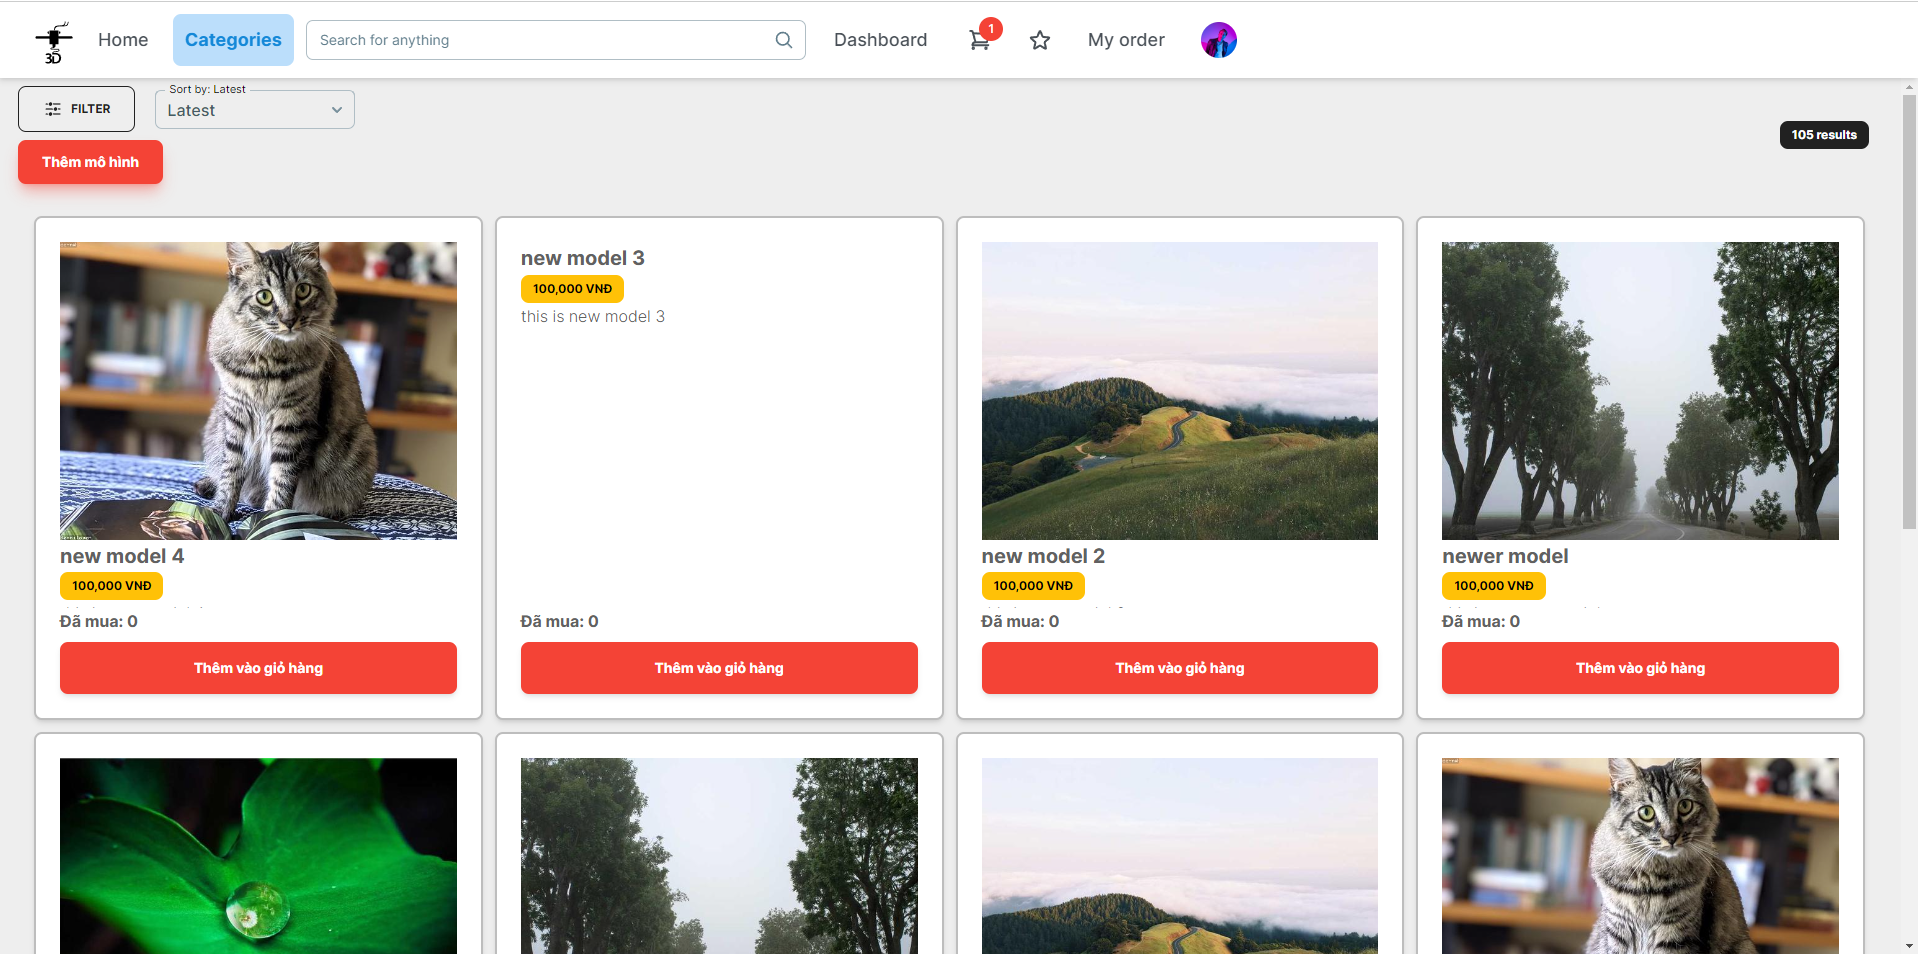 3D
Home
Categories
Search for anything
Dashboard
1
My order
FILTER
Sort by: Latest
Latest
105 results
Thêm mô hình
new model 4
100,000 VNĐ
Đã mua: 0
Thêm vào giỏ hàng
new model 3
100,000 VNĐ
this is new model 3
Đã mua: 0
Thêm vào giỏ hàng
new model 2
100,000 VNĐ
Đã mua: 0
Thêm vào giỏ hàng
newer model
100,000 VNĐ
Đã mua: 0
Thêm vào giỏ hàng